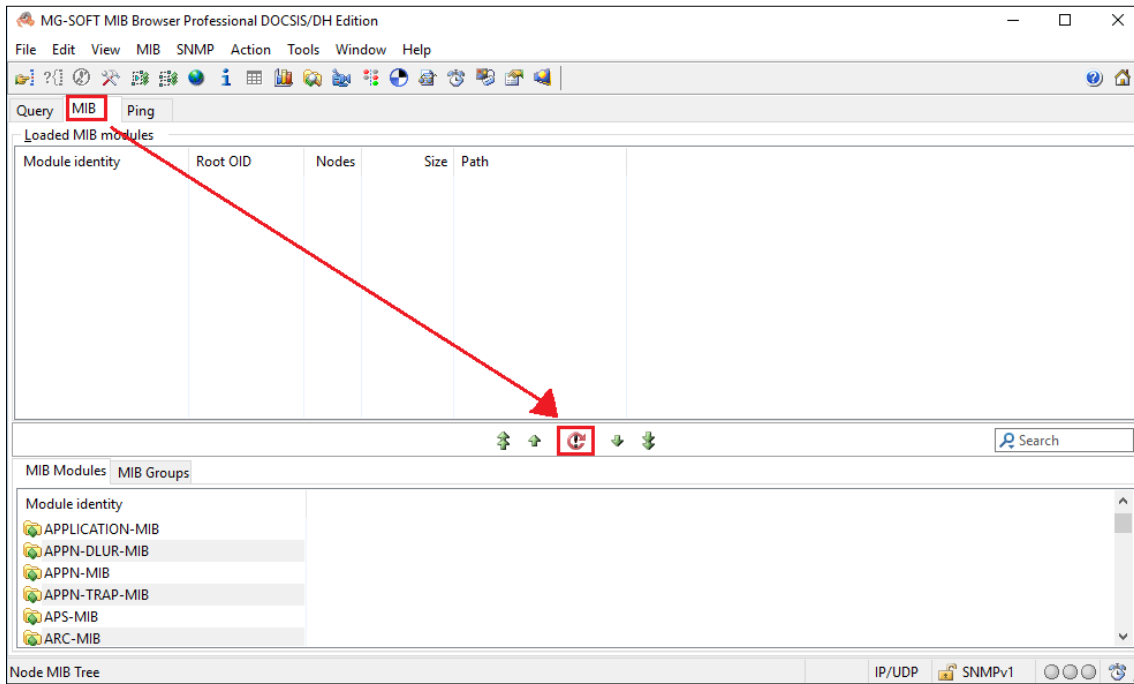 MG-SOFT MIB Browser Professional DOCSIS/DH Edition
File Edit View MIB SNMP Action Tools Window Help
Query MIB Ping
Loaded MIB modules
Module identity Root OID Nodes Size Path
Search
MIB Modules MIB Groups
Module identity
APPLICATION-MIB
APPN-DLUR-MIB
APPN-MIB
APPN-TRAP-MIB
APS-MIB
ARC-MIB
Node MIB Tree IP/UDP SNMPv1